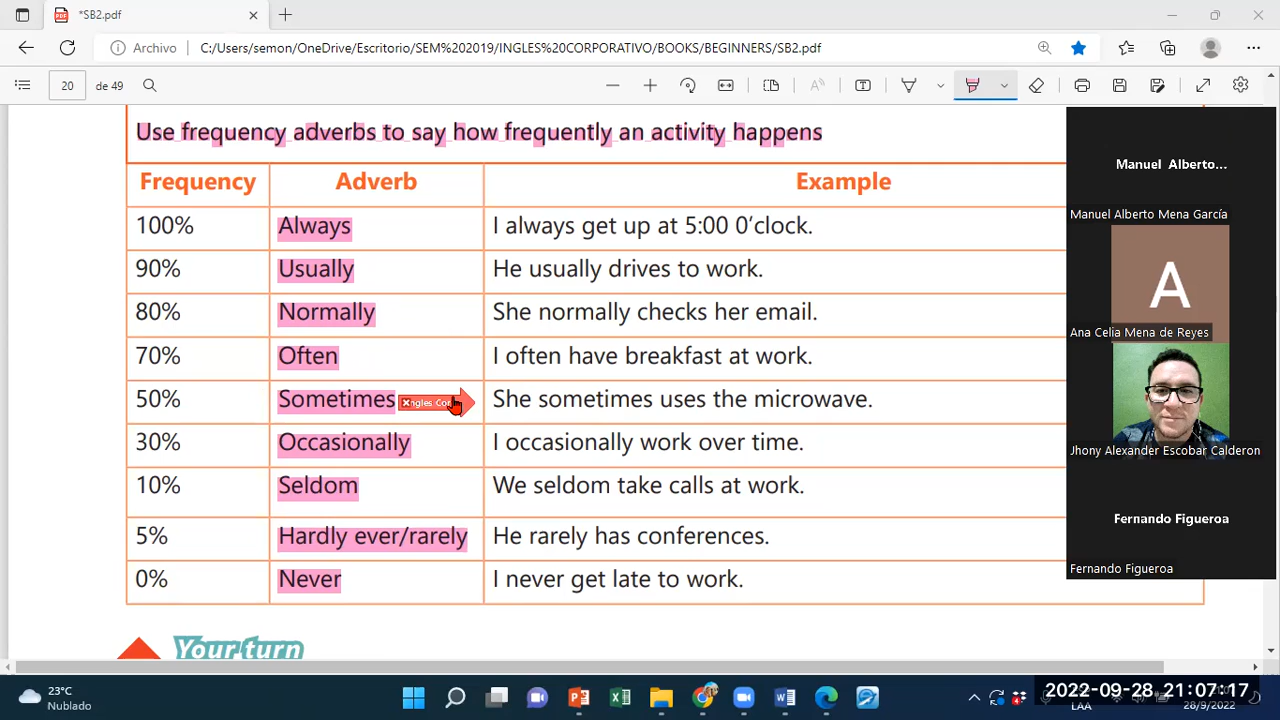 *SB2.pdf
Archivo
C:/Users/semon/OneDrive/Escritorio/SEM%202019/INGLES%20CORPORATIVO/BOOKS/BEGINNERS/SB2.pdf
20 de 49
Use frequency adverbs to say how frequently an activity happens
Frequency Adverb Example
100% Always I always get up at 5:00 0’clock.
90% Usually He usually drives to work.
80% Normally She normally checks her email.
70% Often I often have breakfast at work.
50% Sometimes She sometimes uses the microwave.
30% Occasionally I occasionally work over time.
10% Seldom We seldom take calls at work.
5% Hardly ever/rarely He rarely has conferences.
0% Never I never get late to work.
Your turn
Manuel Alberto...
Manuel Alberto Mena García
A
Ana Celia Mena de Reyes
Jhony Alexander Escobar Calderon
Fernando Figueroa
Fernando Figueroa
23°C
Nublado
LAA
2022-09-28 21:07:17
28/9/2022